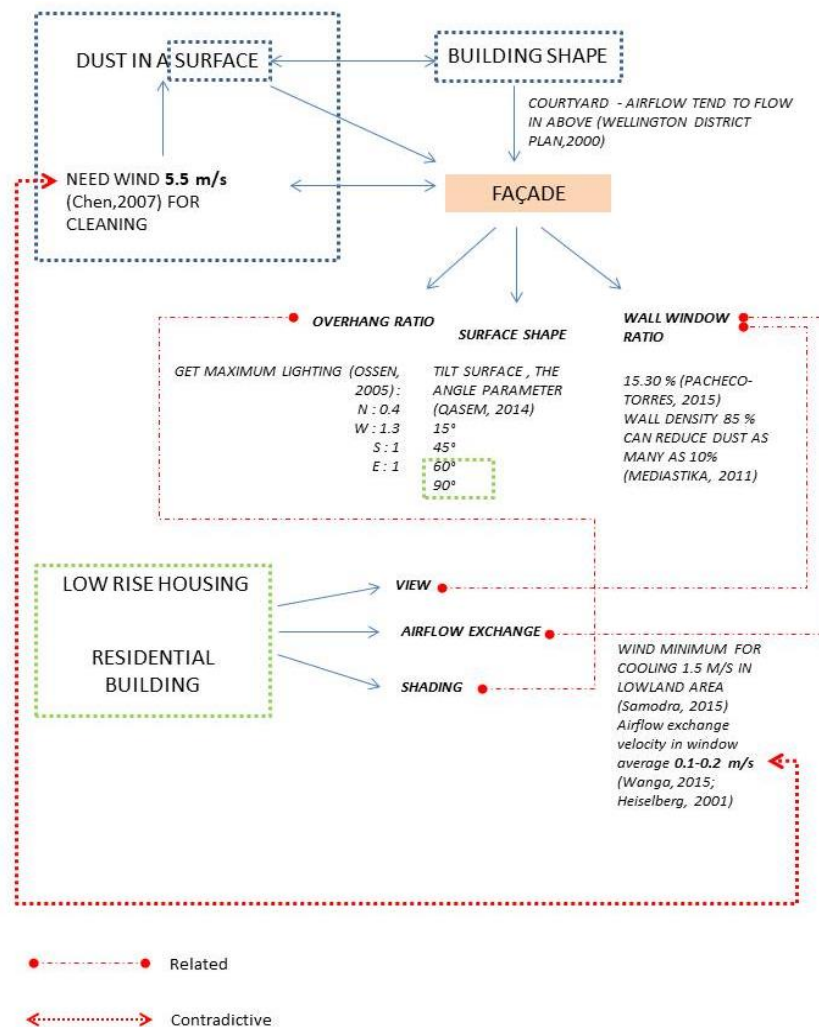 DUST IN A SURFACE
BUILDING SHAPE
COURTYARD - AIRFLOW TEND TO FLOW
IN ABOVE (WELLINGTON DISTRICT
PLAN,2000)
NEED WIND 5.5 m/s
(Chen,2007) FOR
CLEANING
FAÇADE
OVERHANG RATIO
GET MAXIMUM LIGHTING (OSSEN,
2005) :
N : 0.4
W : 1.3
S : 1
E : 1
SURFACE SHAPE
TILT SURFACE , THE
ANGLE PARAMETER
(QASEM, 2014)
15°
45°
60°
90°
WALL WINDOW
RATIO
15.30 % (PACHECO-
TORRES, 2015)
WALL DENSITY 85 %
CAN REDUCE DUST AS
MANY AS 10%
(MEDIASTIKA, 2011)
LOW RISE HOUSING
RESIDENTIAL
BUILDING
VIEW
AIRFLOW EXCHANGE
SHADING
WIND MINIMUM FOR
COOLING 1.5 M/S IN
LOWLAND AREA
(Samodra, 2015)
Airflow exchange
velocity in window
average 0.1-0.2 m/s
(Wanga, 2015;
Heiselberg, 2001)
Related
Contradictive